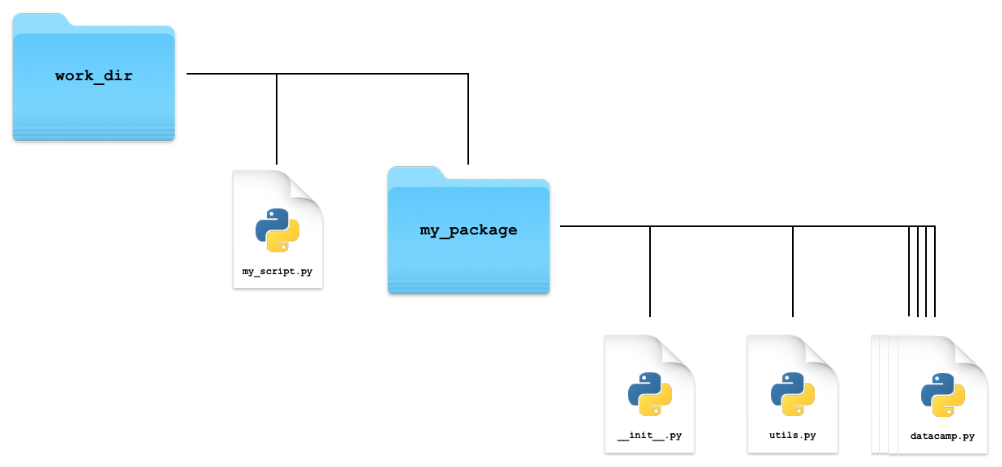 work_dir
my_script.py
my_package
__init__.py
utils.py
datacamp.py